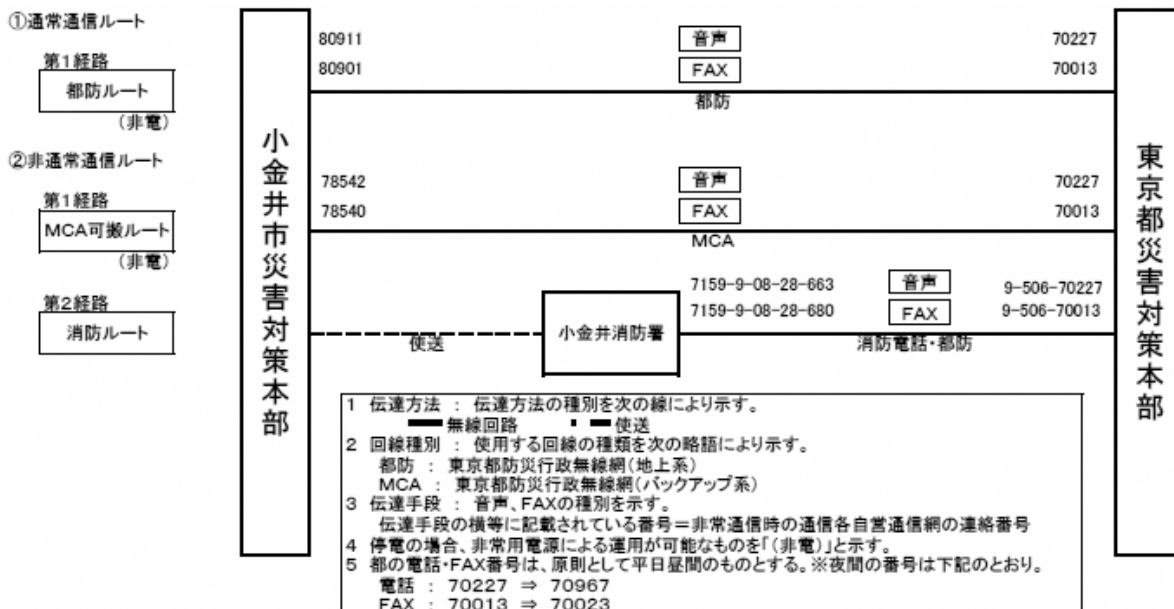 ①通常通信ルート
第1経路
都防ルート
(非電)
②非通常通信ルート
第1経路
MCA可搬ルート
(非電)
第2経路
消防ルート
小金井市災害対策本部
80911 音声 70227
80901 FAX 70013
都防
78542 音声 70227
78540 FAX 70013
MCA
7159-9-08-28-663 音声 9-506-70227
7159-9-08-28-680 FAX 9-506-70013
使送
小金井消防署
消防電話・都防
東京都災害対策本部
1 伝達方法 : 伝達方法の種別を次の線により示す。
無線回路 使送
2 回線種別 : 使用する回線の種類を次の略語により示す。
都防 : 東京都防災行政無線網(地上系)
MCA : 東京都防災行政無線網(バックアップ系)
3 伝達手段 : 音声、FAXの種別を示す。
伝達手段の横等に記載されている番号=非常通信時の通信各自営通信網の連絡番号
4 停電の場合、非常用電源による運用が可能なものを「(非電)」と示す。
5 都の電話・FAX番号は、原則として平日昼間のものとする。※夜間の番号は下記のとおり。
電話 : 70227 ⇒ 70967
FAX : 70013 ⇒ 70023